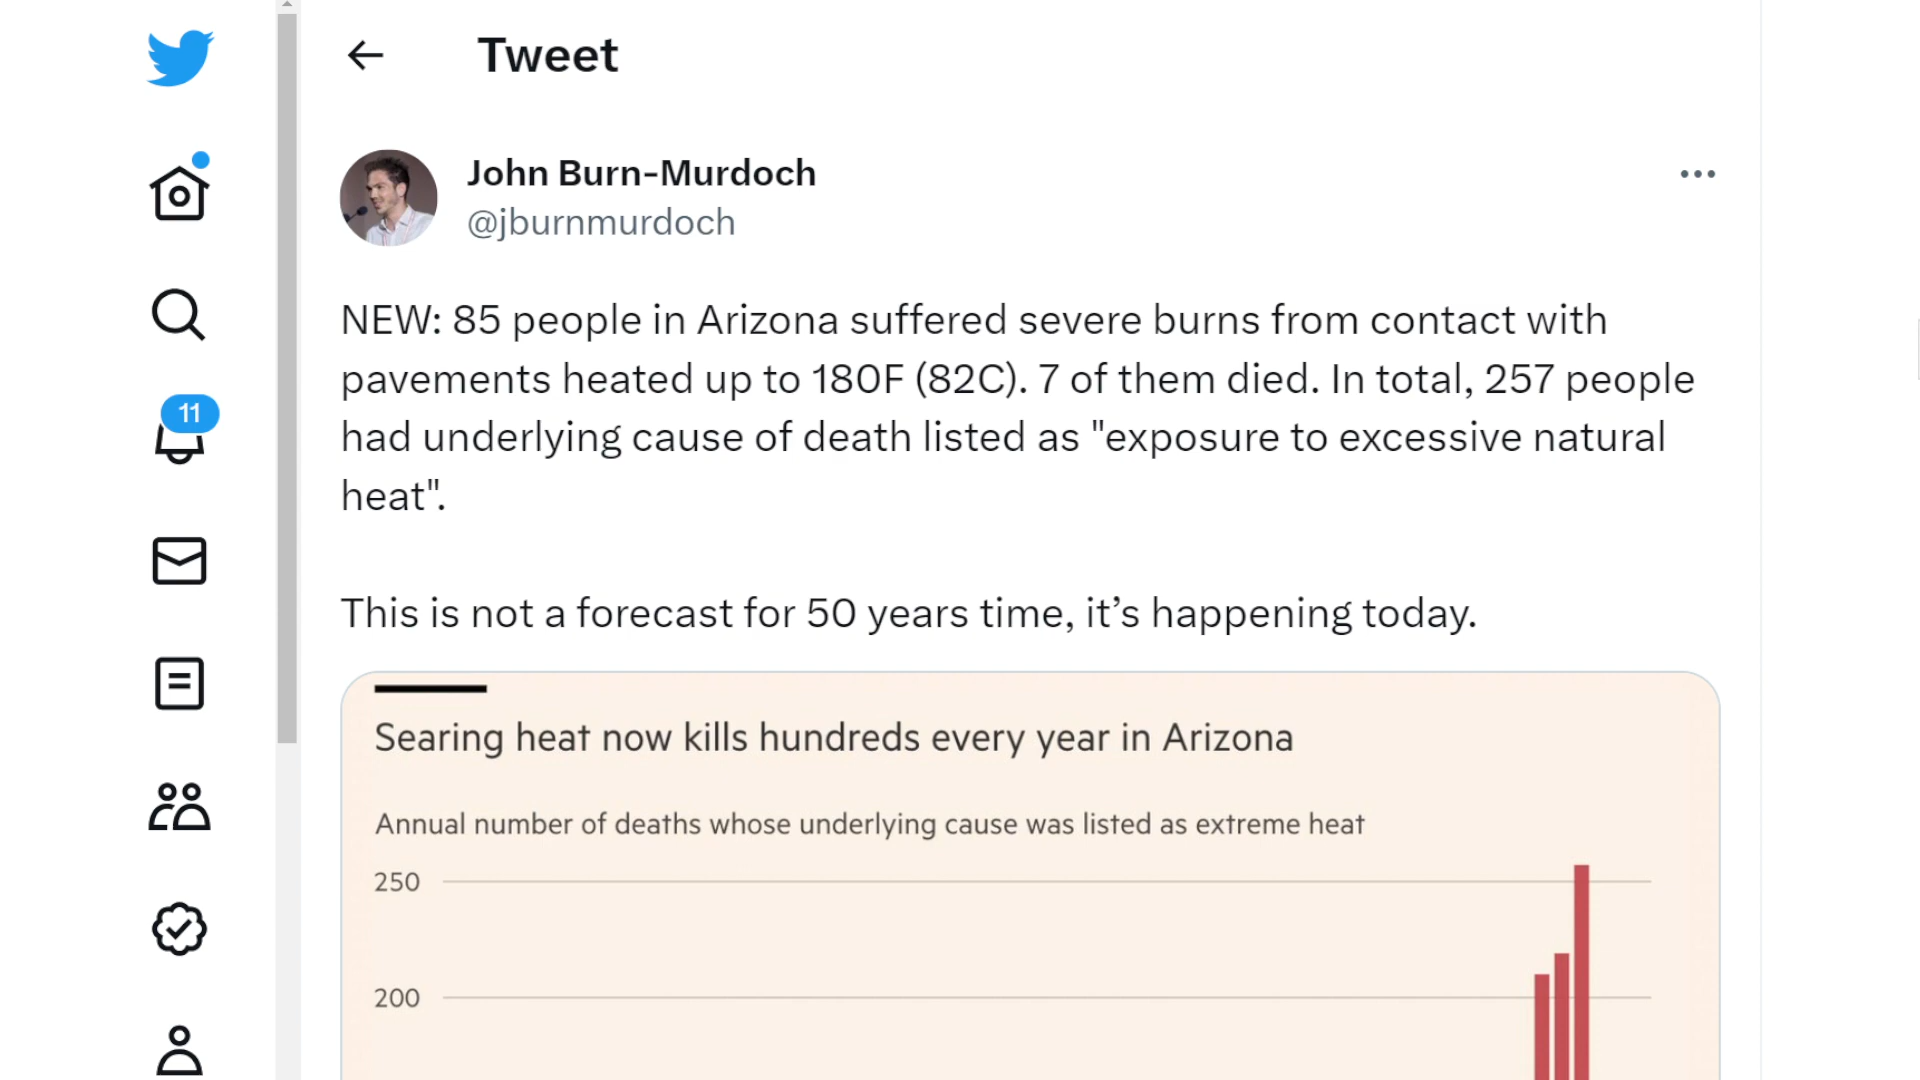 Tweet
John Burn-Murdoch
@jburnmurdoch
11
NEW: 85 people in Arizona suffered severe burns from contact with
pavements heated up to 180F (82C). 7 of them died. In total, 257 people
had underlying cause of death listed as "exposure to excessive natural
heat".
This is not a forecast for 50 years time, it’s happening today.
Searing heat now kills hundreds every year in Arizona
Annual number of deaths whose underlying cause was listed as extreme heat
250
200